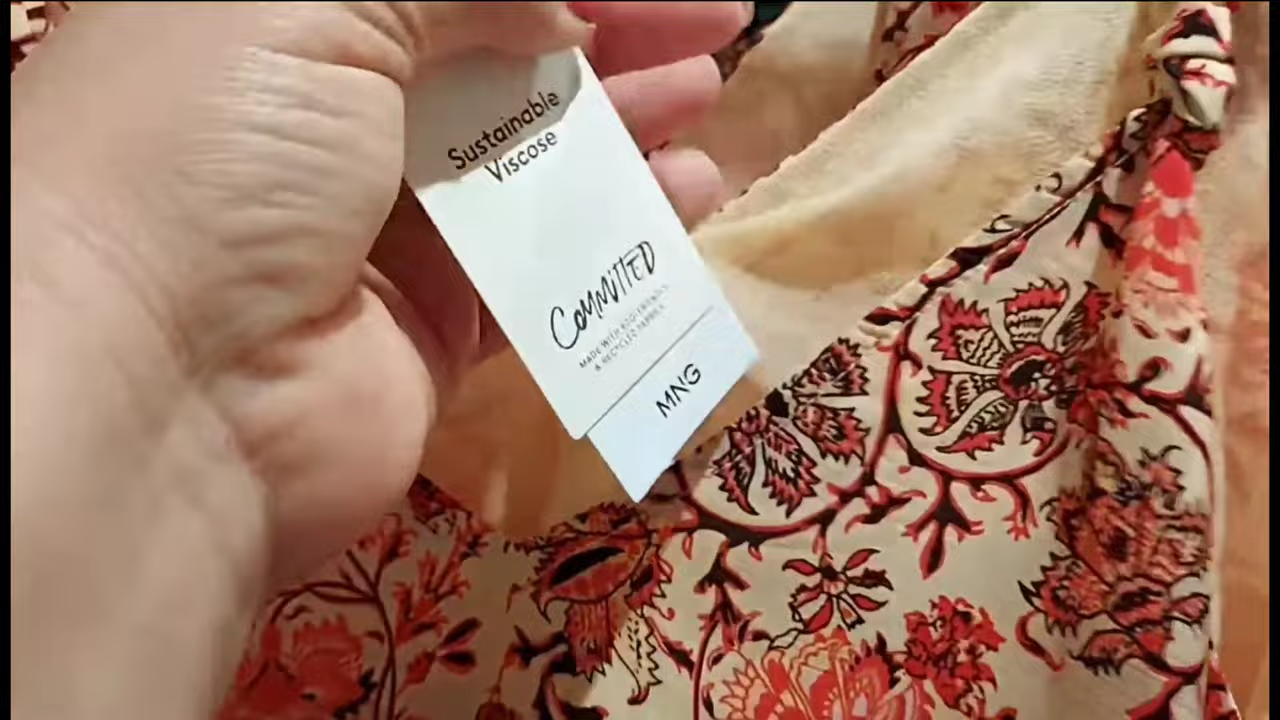 Sustainable
Viscose
COMMITTED
MADE WITH ECO-FRIENDLY
& RECYCLED FABRICS
MNG